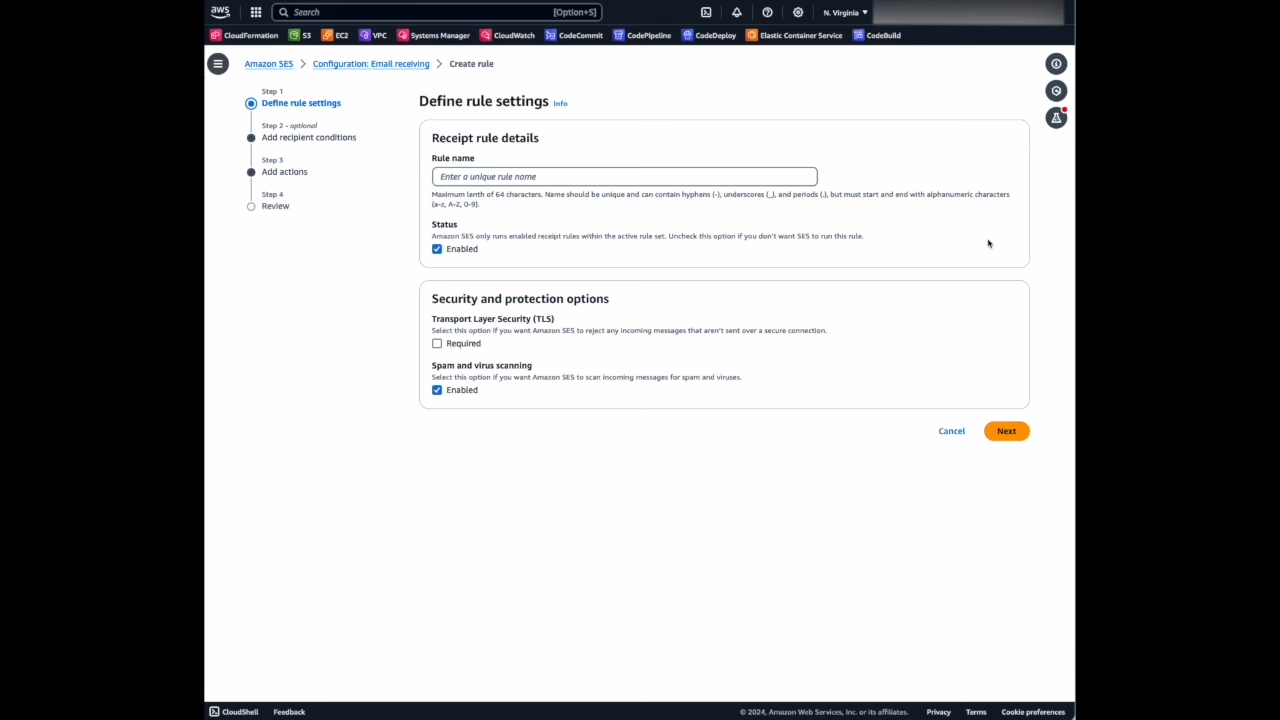 aws
Search [Option+S]
N. Virginia
CloudFormation S3 EC2 VPC Systems Manager CloudWatch CodeCommit CodePipeline CodeDeploy Elastic Container Service CodeBuild
Amazon SES > Configuration: Email receiving > Create rule
Step 1
Define rule settings
Step 2 - optional
Add recipient conditions
Step 3
Add actions
Step 4
Review
Define rule settings Info
Receipt rule details
Rule name
Enter a unique rule name
Maximum lenth of 64 characters. Name should be unique and can contain hyphens (-), underscores (_), and periods (.), but must start and end with alphanumeric characters
(a-z, A-Z, 0-9).
Status
Amazon SES only runs enabled receipt rules within the active rule set. Uncheck this option if you don't want SES to run this rule.
Enabled
Security and protection options
Transport Layer Security (TLS)
Select this option if you want Amazon SES to reject any incoming messages that aren't sent over a secure connection.
Required
Spam and virus scanning
Select this option if you want Amazon SES to scan incoming messages for spam and viruses.
Enabled
Cancel Next
CloudShell Feedback © 2024, Amazon Web Services, Inc. or its affiliates. Privacy Terms Cookie preferences